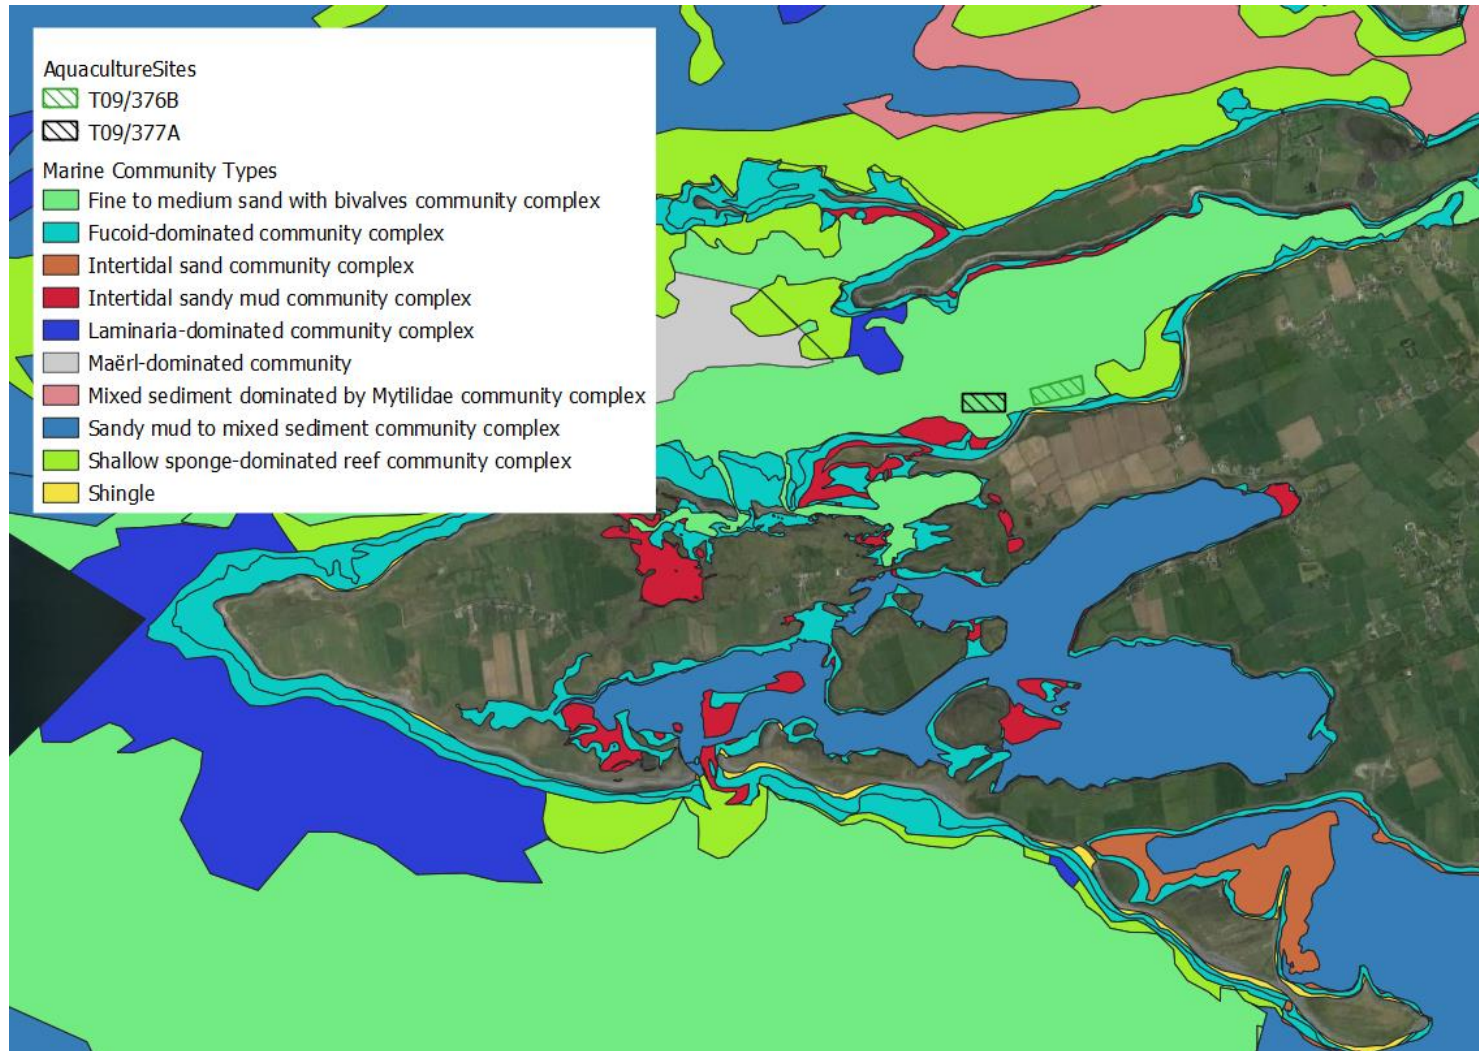 AquacultureSites
T09/376B
T09/377A
Marine Community Types
Fine to medium sand with bivalves community complex
Fucoid-dominated community complex
Intertidal sand community complex
Intertidal sandy mud community complex
Laminaria-dominated community complex
Maërl-dominated community
Mixed sediment dominated by Mytilidae community complex
Sandy mud to mixed sediment community complex
Shallow sponge-dominated reef community complex
Shingle